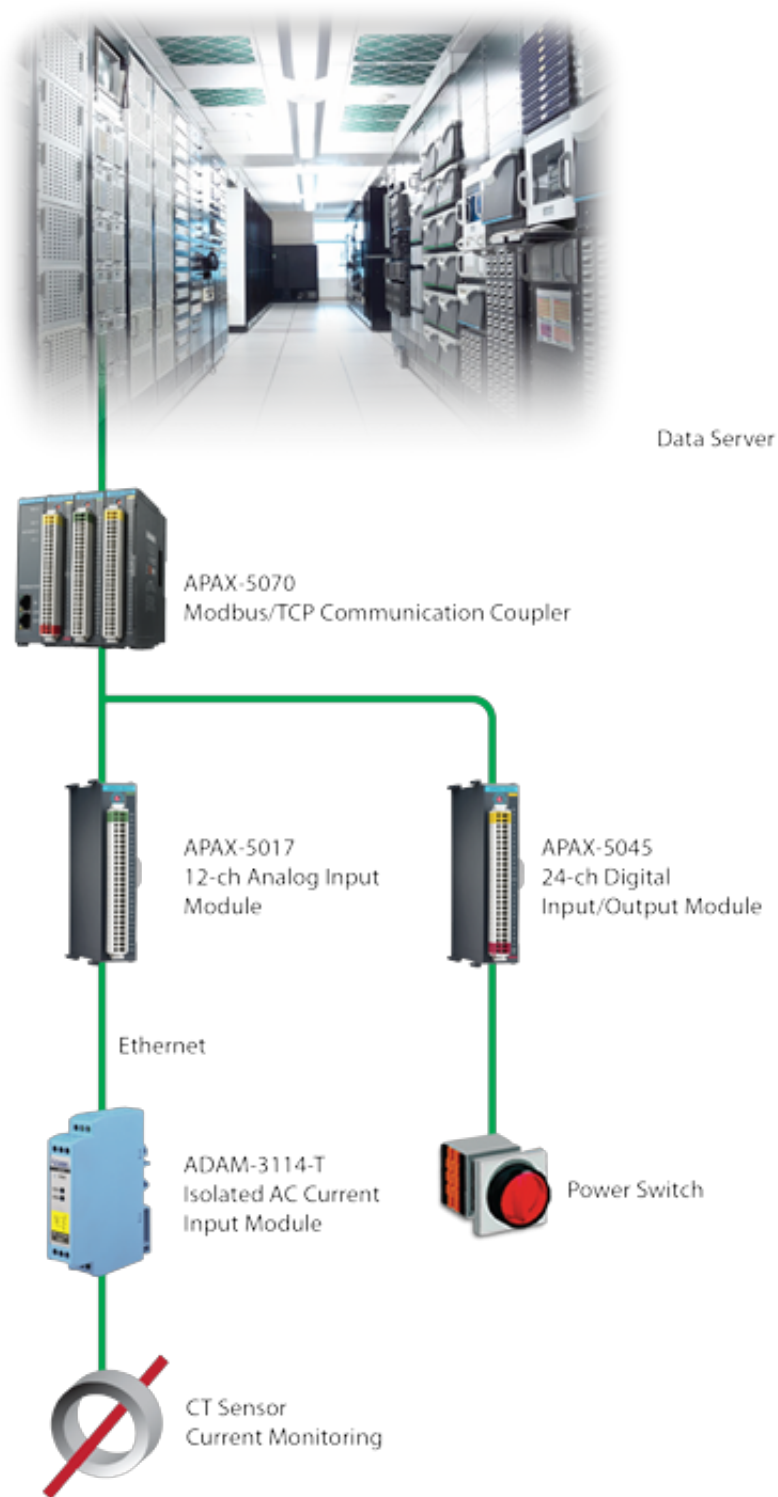 Data Server
APAX-5070
Modbus/TCP Communication Coupler
APAX-5017
12-ch Analog Input
Module
APAX-5045
24-ch Digital
Input/Output Module
Ethernet
ADAM-3114-T
Isolated AC Current
Input Module
Power Switch
CT Sensor
Current Monitoring